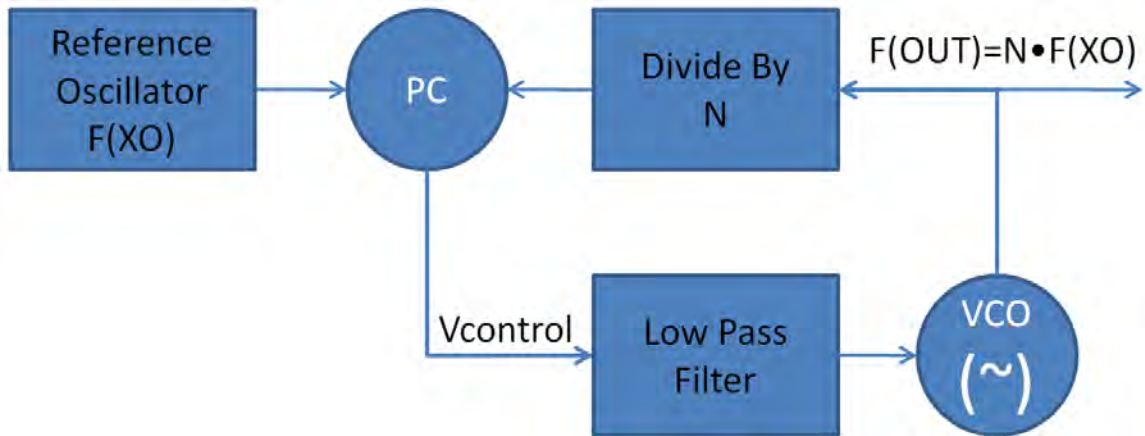 Reference
Oscillator
F(XO)
PC
Divide By
N
F(OUT)=N•F(XO)
Vcontrol
Low Pass
Filter
VCO
(~)